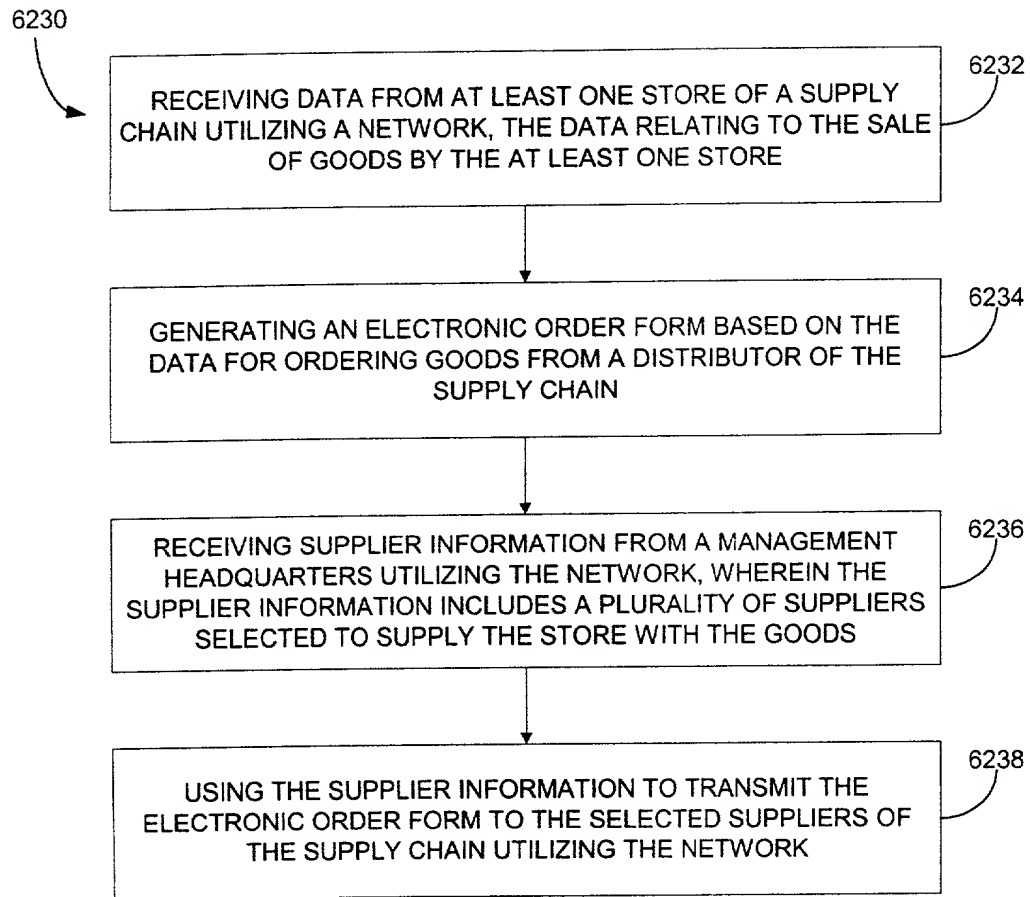 6230
6232
RECEIVING DATA FROM AT LEAST ONE STORE OF A SUPPLY
CHAIN UTILIZING A NETWORK, THE DATA RELATING TO THE SALE
OF GOODS BY THE AT LEAST ONE STORE
6234
GENERATING AN ELECTRONIC ORDER FORM BASED ON THE
DATA FOR ORDERING GOODS FROM A DISTRIBUTOR OF THE
SUPPLY CHAIN
6236
RECEIVING SUPPLIER INFORMATION FROM A MANAGEMENT
HEADQUARTERS UTILIZING THE NETWORK, WHEREIN THE
SUPPLIER INFORMATION INCLUDES A PLURALITY OF SUPPLIERS
SELECTED TO SUPPLY THE STORE WITH THE GOODS
6238
USING THE SUPPLIER INFORMATION TO TRANSMIT THE
ELECTRONIC ORDER FORM TO THE SELECTED SUPPLIERS OF
THE SUPPLY CHAIN UTILIZING THE NETWORK